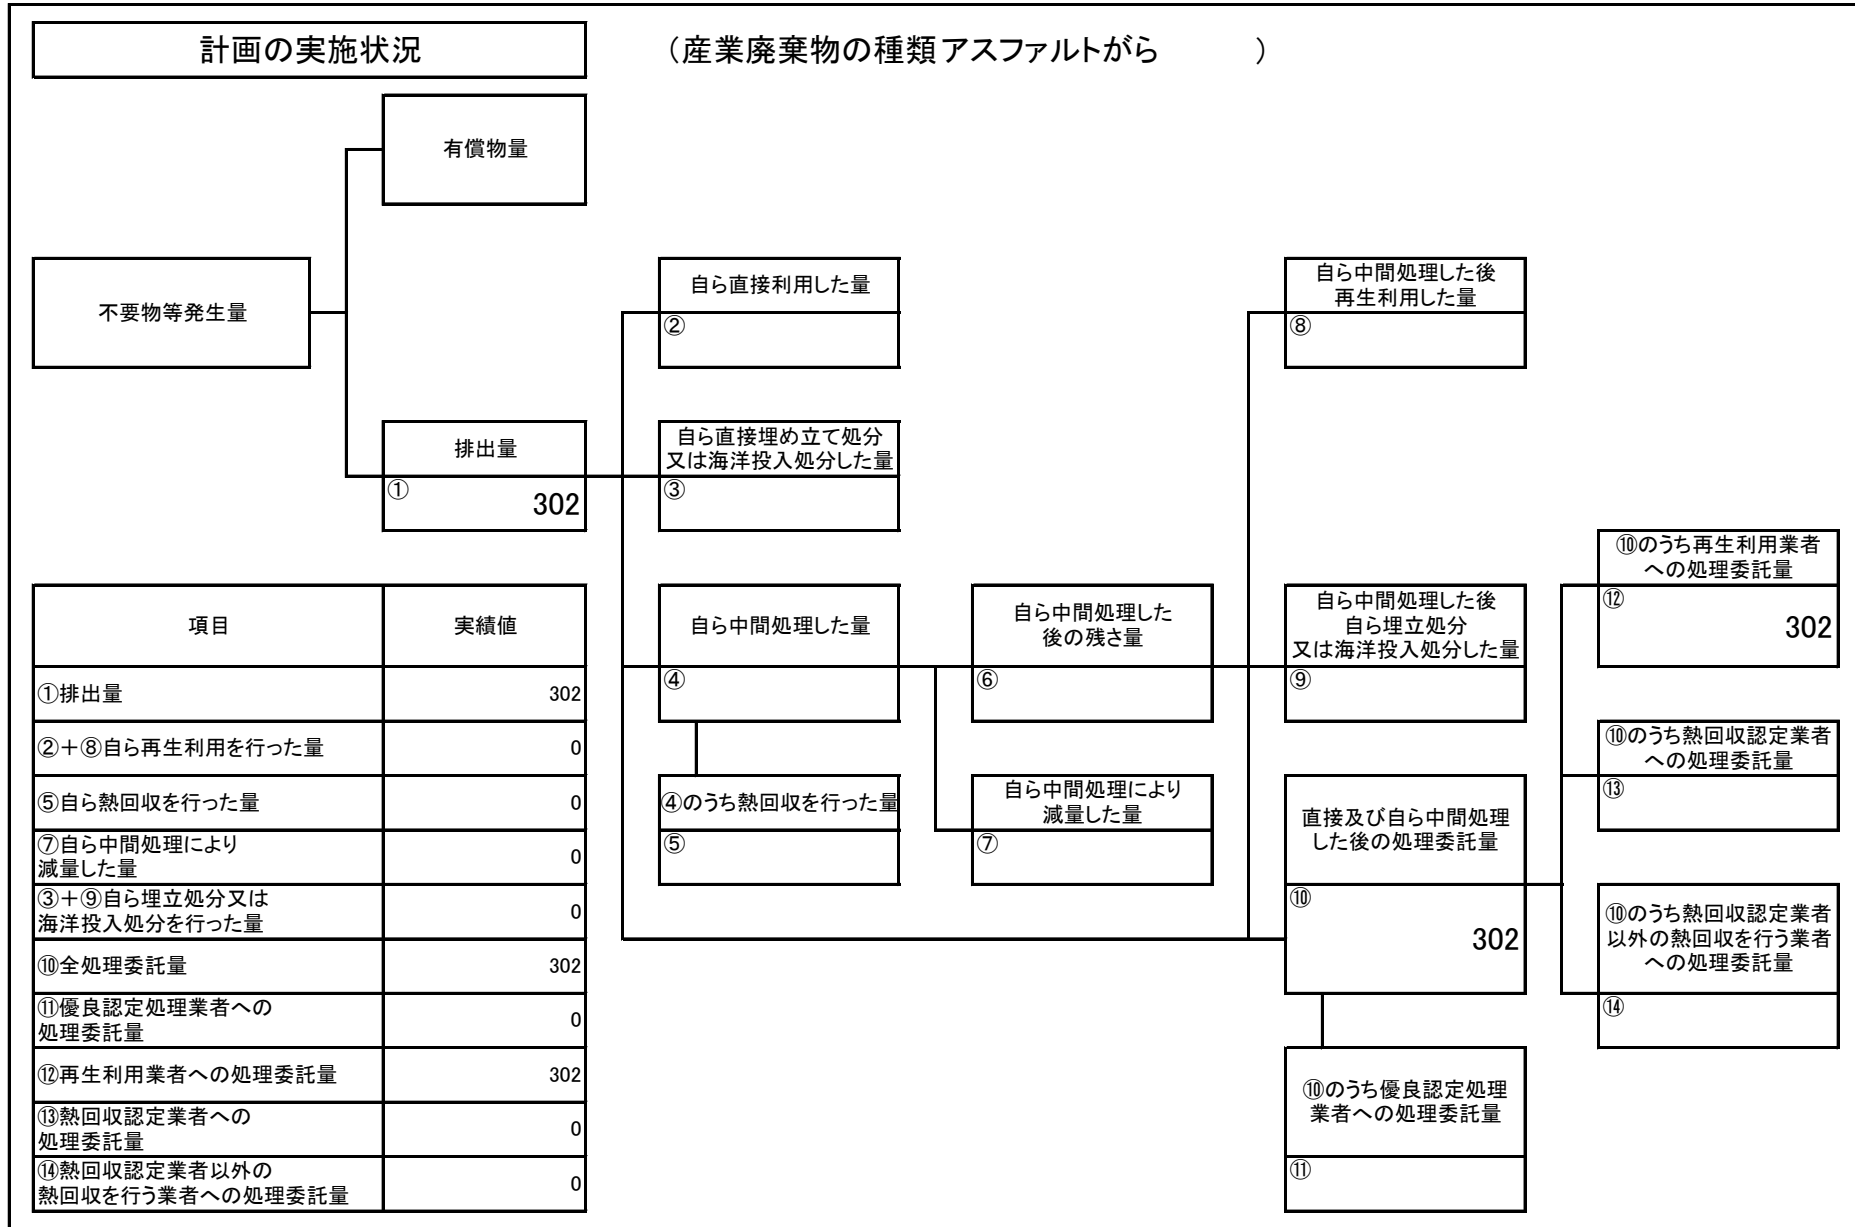 計画の実施状況
（産業廃棄物の種類アスファルトがら　　　）
有償物量
不要物等発生量
自ら直接利用した量
②
自ら中間処理した後
再生利用した量
⑧
排出量
①
302
自ら直接埋め立て処分
又は海洋投入処分した量
③
⑩のうち再生利用業者
への処理委託量
⑫
302
自ら中間処理した量
④
自ら中間処理した
後の残さ量
⑥
自ら中間処理した後
自ら埋立処分
又は海洋投入処分した量
⑨
⑩のうち熱回収認定業者
への処理委託量
⑬
④のうち熱回収を行った量
⑤
自ら中間処理により
減量した量
⑦
直接及び自ら中間処理
した後の処理委託量
⑩
302
⑩のうち熱回収認定業者
以外の熱回収を行う業者
への処理委託量
⑭
⑩のうち優良認定処理
業者への処理委託量
⑪
項目 実績値
①排出量 302
②＋⑧自ら再生利用を行った量 0
⑤自ら熱回収を行った量 0
⑦自ら中間処理により
減量した量 0
③＋⑨自ら埋立処分又は
海洋投入処分を行った量 0
⑩全処理委託量 302
⑪優良認定処理業者への
処理委託量 0
⑫再生利用業者への処理委託量 302
⑬熱回収認定業者への
処理委託量 0
⑭熱回収認定業者以外の
熱回収を行う業者への処理委託量 0